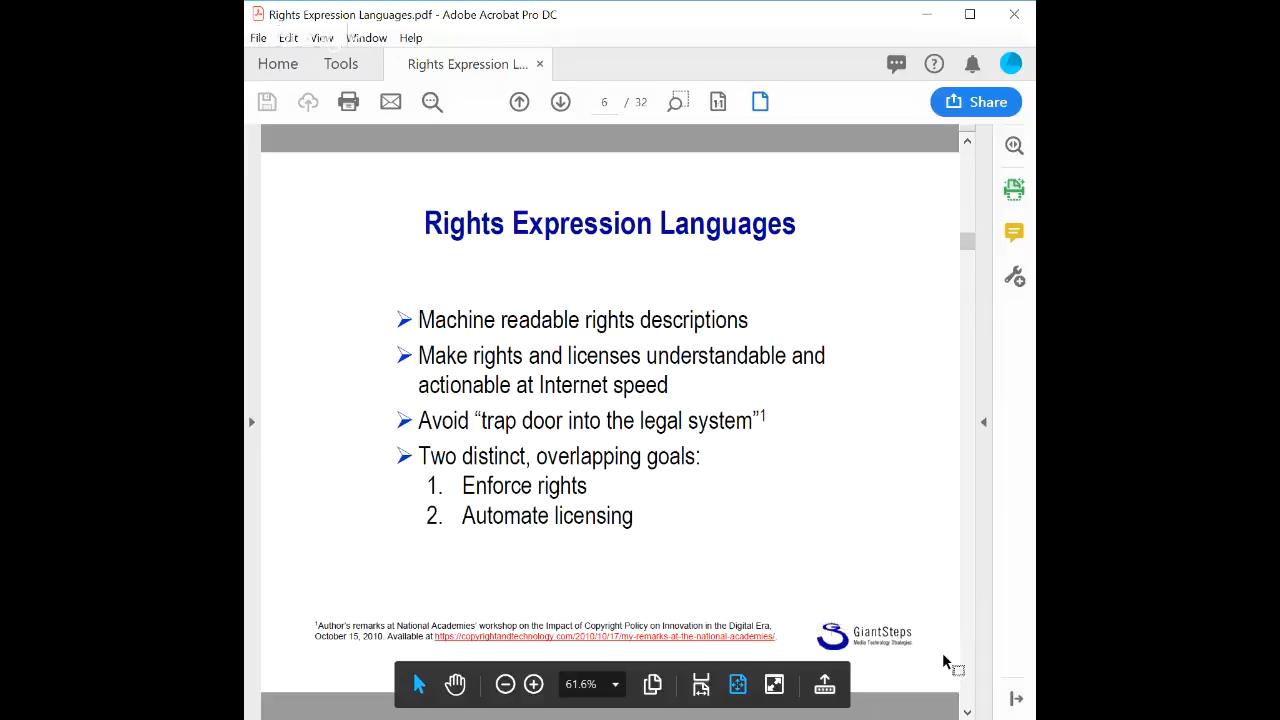 Rights Expression Languages.pdf - Adobe Acrobat Pro DC
File Edit View Window Help
Home Tools Rights Expression L... ×
6 / 32
Share
Rights Expression Languages
Machine readable rights descriptions
Make rights and licenses understandable and
actionable at Internet speed
Avoid “trap door into the legal system”1
Two distinct, overlapping goals:
1. Enforce rights
2. Automate licensing
1Author's remarks at National Academies' workshop on the Impact of Copyright Policy on Innovation in the Digital Era,
October 15, 2010. Available at https://copyrightandtechnology.com/2010/10/17/my-remarks-at-the-national-academies/.
GiantSteps
Media Technology Strategies
61.6%